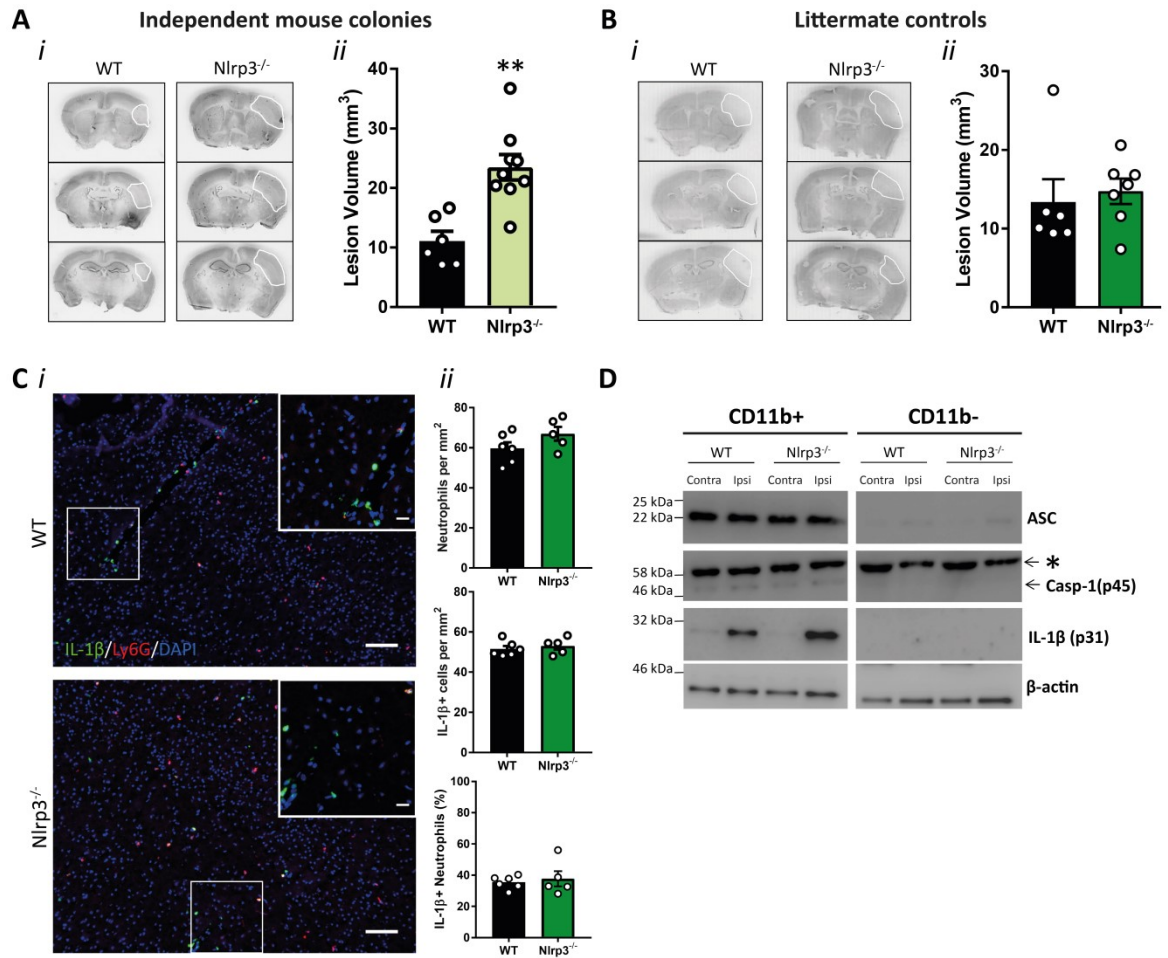 A Independent mouse colonies
i
WT Nlrp3-/-
ii
**
Lesion Volume (mm3)
40
30
20
10
0
WT Nlrp3-/-
B Littermate controls
i
WT Nlrp3-/-
ii
Lesion Volume (mm3)
30
20
10
0
WT Nlrp3-/-
C i
WT
IL-1β/Ly6G/DAPI
Nlrp3-/-
ii
Neutrophils per mm2
80
60
40
20
0
WT Nlrp3-/-
IL-1β+ cells per mm2
80
60
40
20
0
WT Nlrp3-/-
IL-1β+ Neutrophils (%)
100
80
60
40
20
0
WT Nlrp3-/-
D
CD11b+ CD11b-
WT Nlrp3-/- WT Nlrp3-/-
Contra Ipsi Contra Ipsi Contra Ipsi Contra Ipsi
25 kDa
22 kDa
ASC
*
58 kDa
46 kDa
Casp-1(p45)
32 kDa
IL-1β (p31)
46 kDa
β-actin